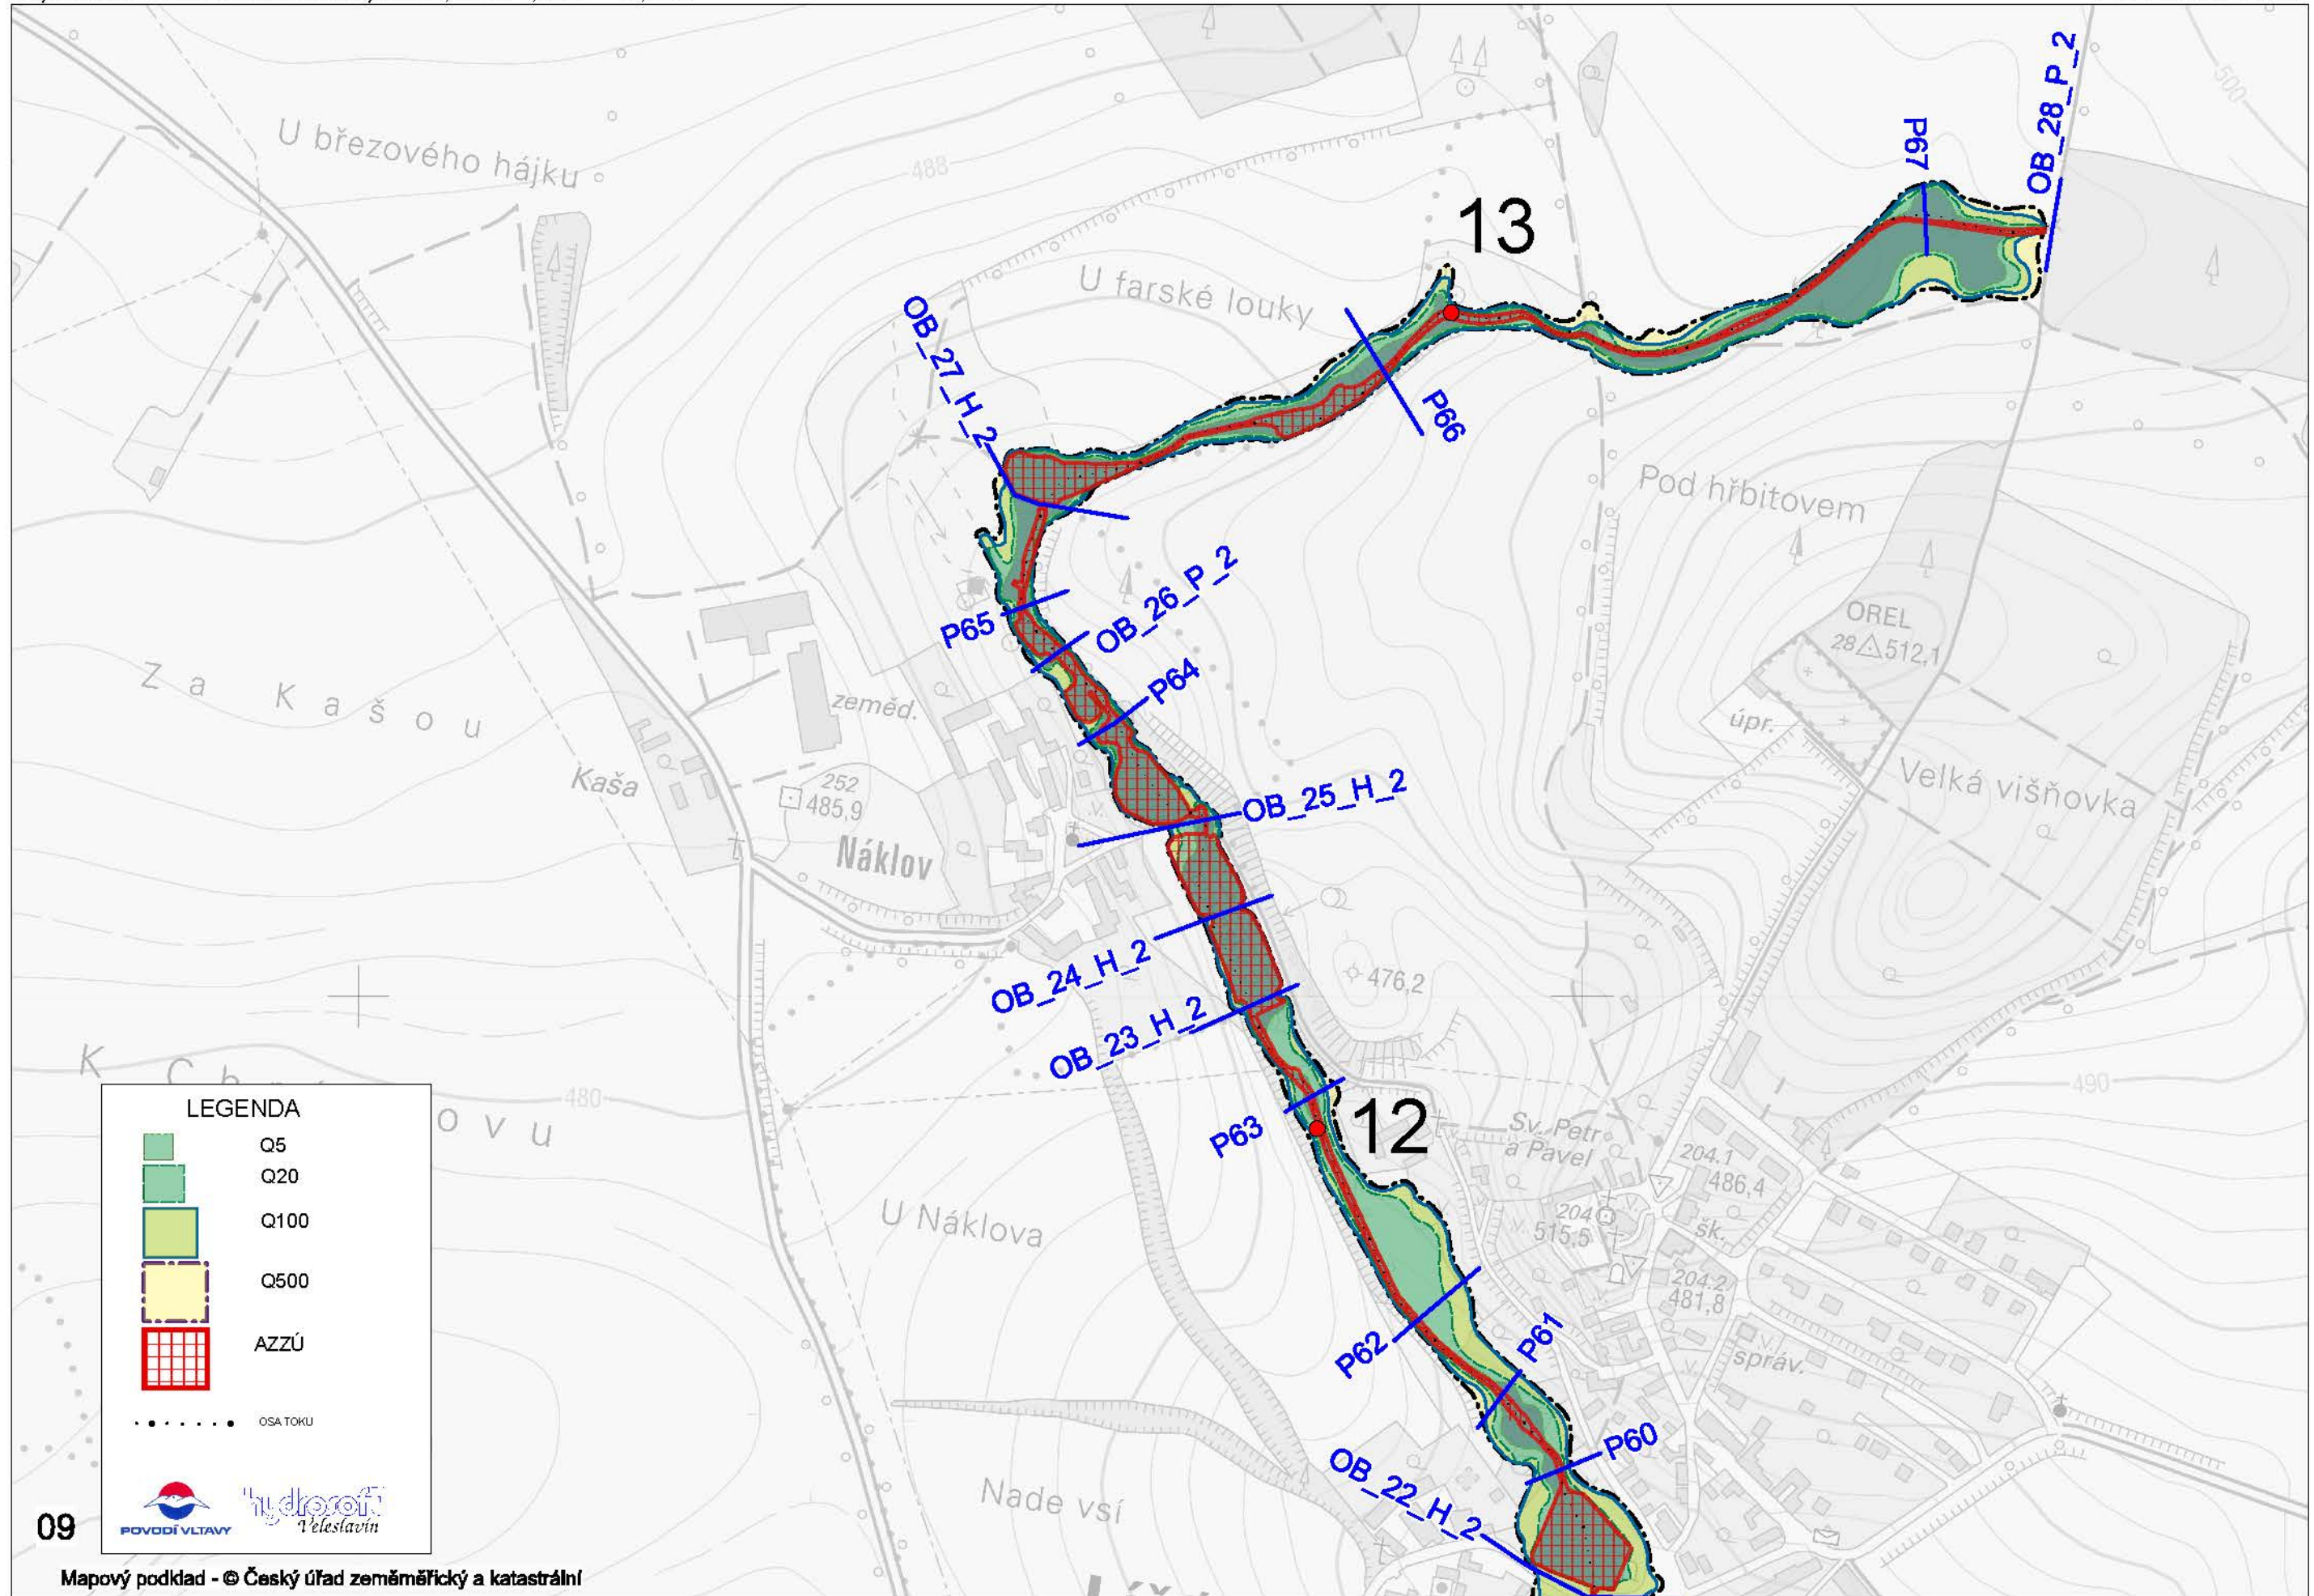 U březového hájku
488
500
P67
OB_28_P_2
13
U farské louky
OB_27_H_2
P66
Pod hřbitovem
OREL
28 512,1
P65
OB_26_P_2
P64
Za Kašou
zeměd.
úpr.
Velká višňovka
Kaša
252
485,9
OB_25_H_2
Náklov
476,2
OB_24_H_2
OB_23_H_2
480
490
P63
12
Sv. Petr
a Pavel
204.1
486,4
204
515,5
šk.
204.2
481,8
U Náklova
P62
P61
správ.
P60
OB_22_H_2
Nade vsí
LEGENDA
Q5
Q20
Q100
Q500
AZZÚ
OSA TOKU
POVODÍ VLTAVY
hydrosoft
Veleslavín
09
Mapový podklad - © Český úřad zeměměřický a katastrální